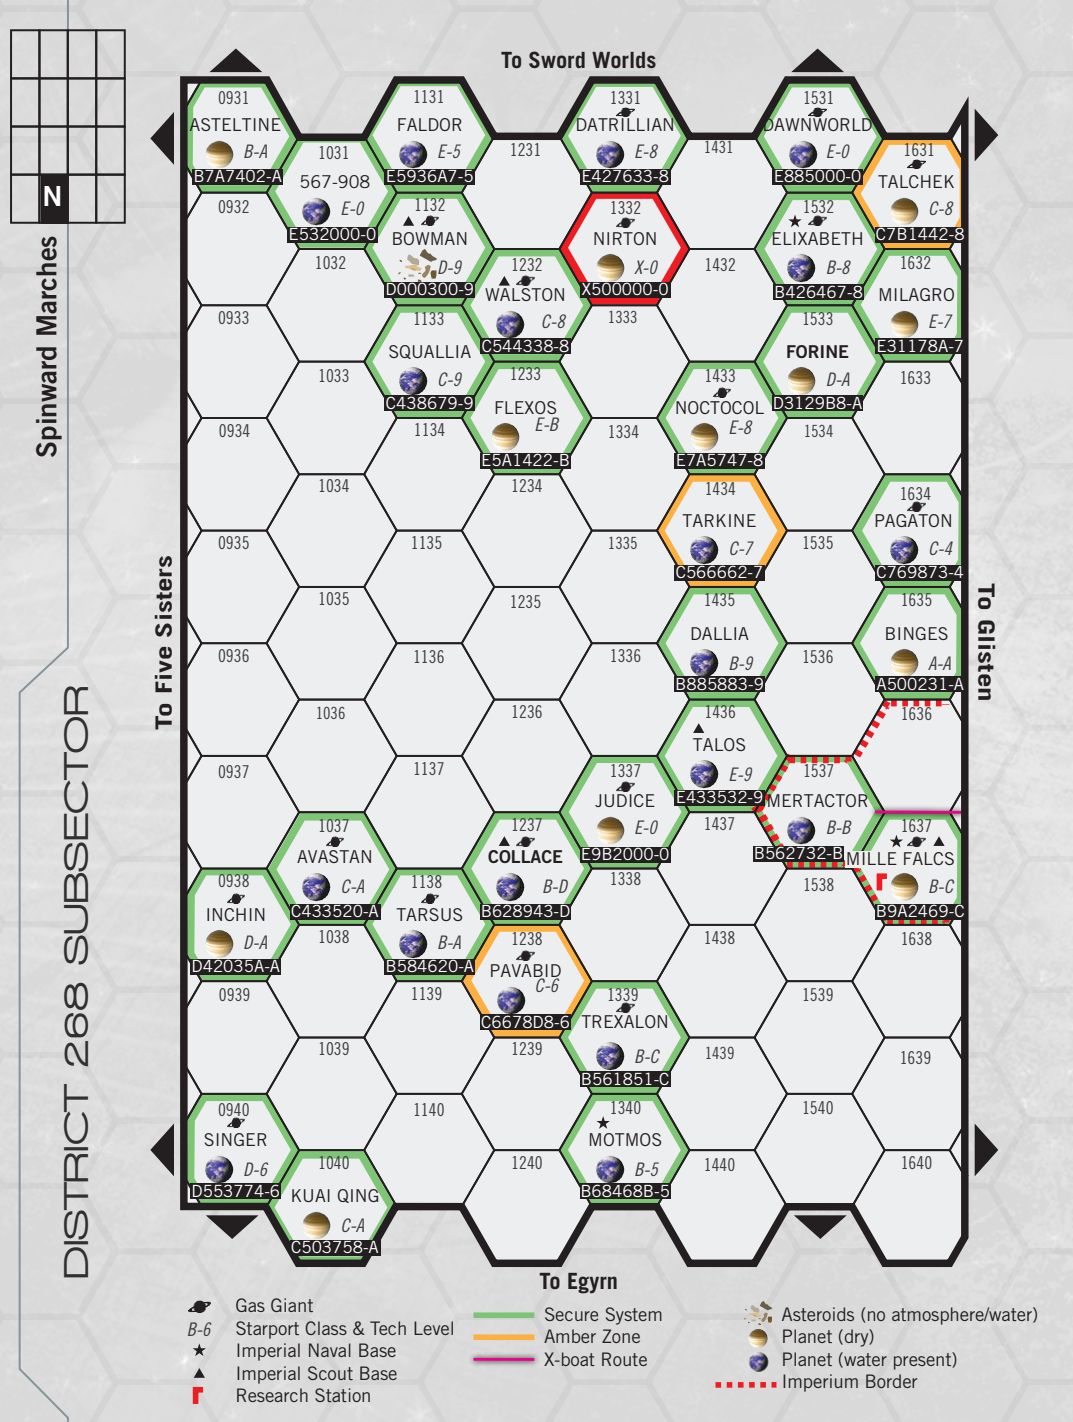 To Sword Worlds
N
Spinward Marches
DISTRICT 268 SUBSECTOR
To Five Sisters
To Glisten
0931
ASTELTINE
B-A
B7A7402-A
1131
FALDOR
E-5
E5936A7-5
1331
DATRILLIAN
E-8
E427633-8
1531
DAWNWORLD
E-0
E885000-0
1031
567-908
E-0
E532000-0
1231
1431
1631
TALCHEK
C-8
C7B1442-8
0932
1132
BOWMAN
D-9
D000300-9
1332
NIRTON
X-0
X500000-0
1532
ELIXABETH
B-8
B426467-8
1032
1232
WALSTON
C-8
C544338-8
1432
1632
MILAGRO
E-7
E31178A-7
0933
1133
SQUALLIA
C-9
C438679-9
1333
1533
FORINE
D-A
D3129B8-A
1033
1233
FLEXOS
E-B
E5A1422-B
1433
NOCTOCOL
E-8
E7A5747-8
1633
0934
1134
1334
1534
1034
1234
1434
TARKINE
C-7
C566662-7
1634
PAGATON
C-4
C769873-4
0935
1135
1335
1535
1035
1235
1435
DALLIA
B-9
B885883-9
1635
BINGES
A-A
A500231-A
0936
1136
1336
1536
1036
1236
1436
TALOS
E-9
E433532-9
1636
0937
1137
1337
JUDICE
E-0
E9B2000-0
1537
MERTACTOR
B-B
B562732-B
1037
AVASTAN
C-A
C433520-A
1237
COLLACE
B-D
B628943-D
1437
1637
MILLE FALCS
B-C
B9A2469-C
0938
INCHIN
D-A
D42035A-A
1138
TARSUS
B-A
B584620-A
1338
1538
1038
1238
PAVABID
C-6
C6678D8-6
1438
1638
0939
1139
1339
TREXALON
B-C
B561851-C
1539
1039
1239
1439
1639
0940
SINGER
D-6
D553774-6
1140
1340
MOTMOS
B-5
B68468B-5
1540
1040
KUAI QING
C-A
C503758-A
1240
1440
1640
To Egyrn
Gas Giant
B-6 Starport Class & Tech Level
Imperial Naval Base
Imperial Scout Base
Research Station
Secure System
Amber Zone
X-boat Route
Asteroids (no atmosphere/water)
Planet (dry)
Planet (water present)
Imperium Border